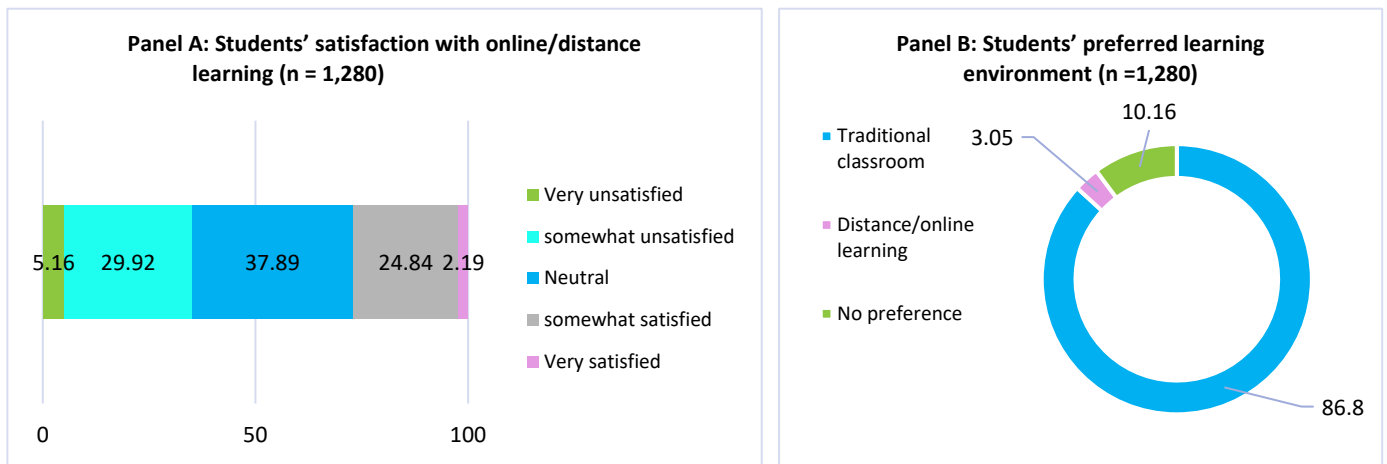 Panel A: Students’ satisfaction with online/distance
learning (n = 1,280)
5.16 29.92 37.89 24.84 2.19
Very unsatisfied
somewhat unsatisfied
Neutral
somewhat satisfied
Very satisfied
0 50 100
Panel B: Students’ preferred learning
environment (n =1,280)
Traditional
classroom
Distance/online
learning
No preference
3.05
10.16
86.8